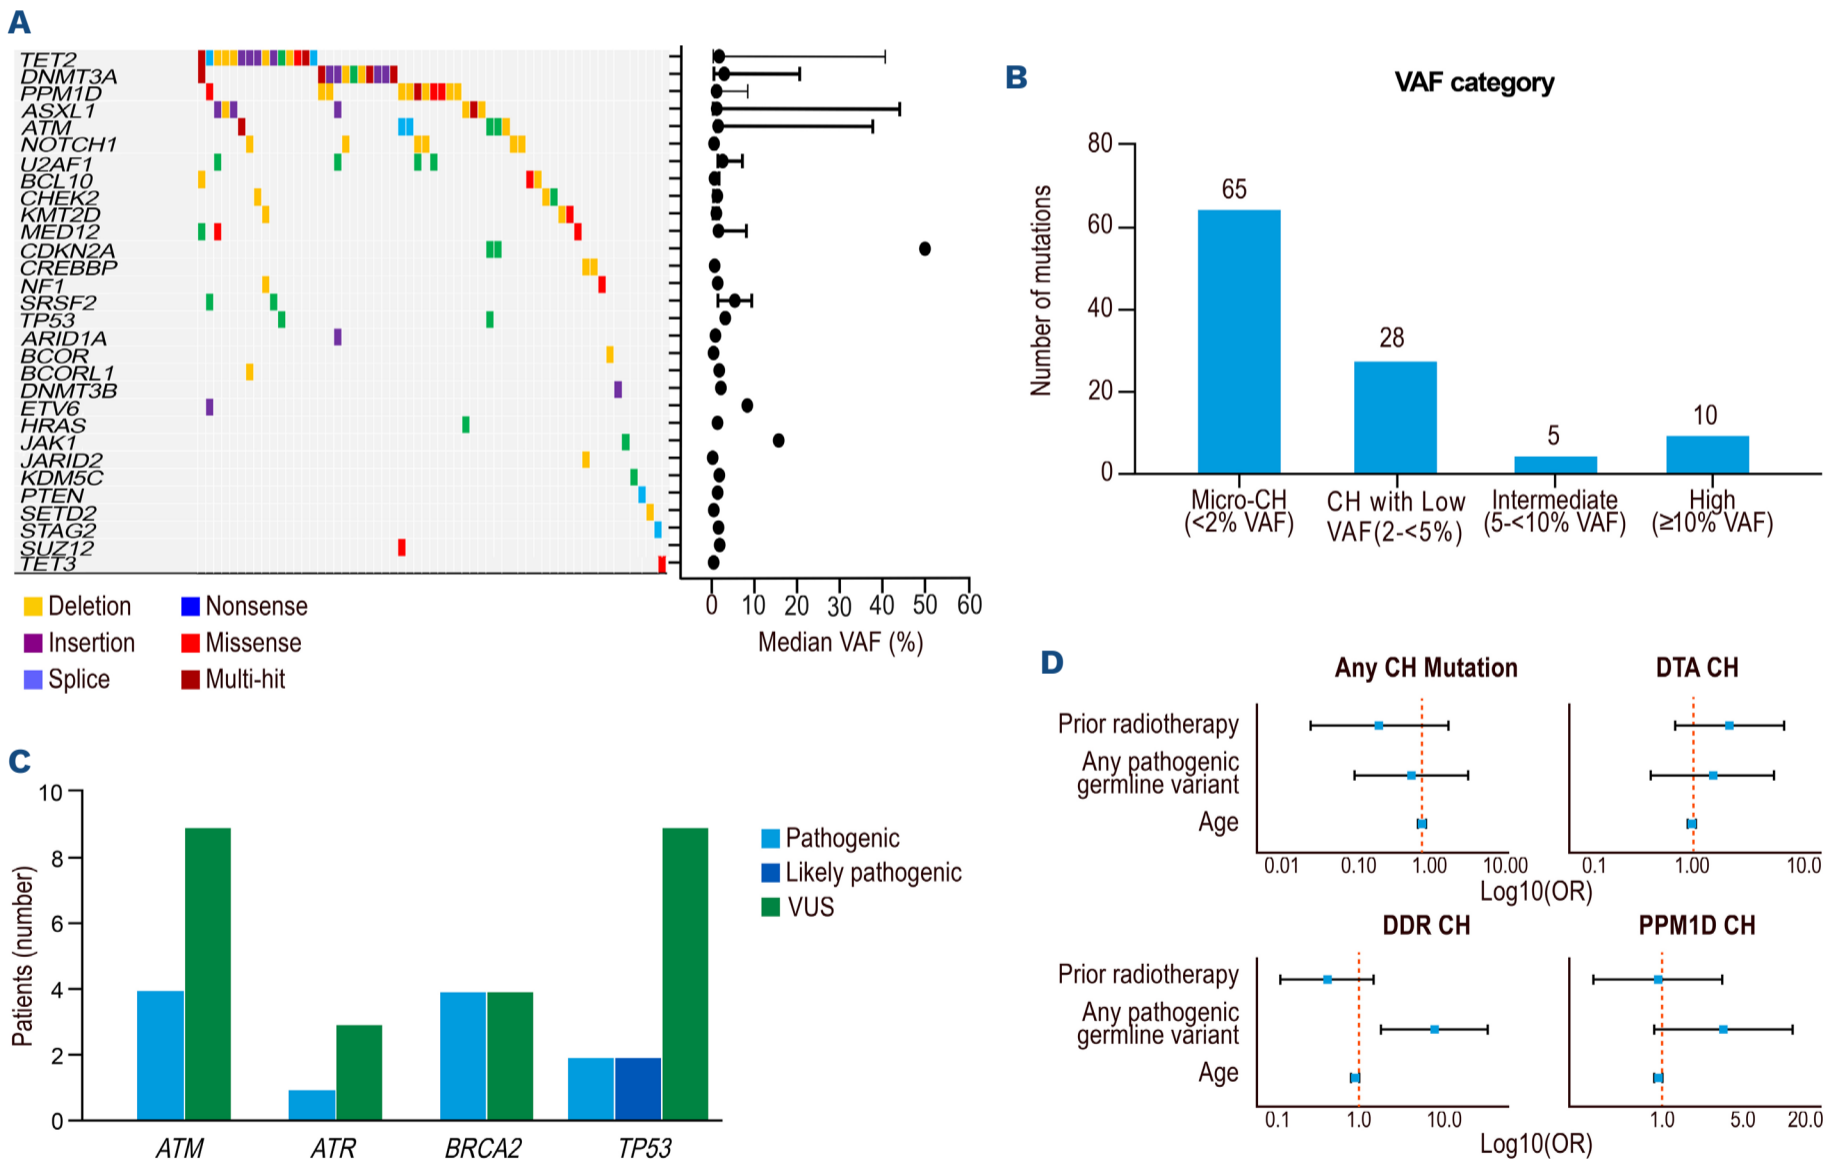 A
TET2
DNMT3A
PPM1D
ASXL1
ATM
NOTCH1
U2AF1
BCL10
CHEK2
KMT2D
MED12
CDKN2A
CREBBP
NF1
SRSF2
TP53
ARID1A
BCOR
BCORL1
DNMT3B
ETV6
HRAS
JAK1
JARID2
KDM5C
PTEN
SETD2
STAG2
SUZ12
TET3
0 10 20 30 40 50 60
Median VAF (%)
Deletion
Nonsense
Insertion
Missense
Splice
Multi-hit
B
VAF category
Number of mutations
80
60
40
20
0
65
28
5
10
Micro-CH
(<2% VAF)
CH with Low
VAF(2-<5%)
Intermediate
(5-<10% VAF)
High
(≥10% VAF)
C
Patients (number)
10
8
6
4
2
0
ATM
ATR
BRCA2
TP53
Pathogenic
Likely pathogenic
VUS
D
Any CH Mutation
Prior radiotherapy
Any pathogenic
germline variant
Age
0.01 0.10 1.00 10.00
DTA CH
0.1 1.00 10.0
Log10(OR)
DDR CH
Prior radiotherapy
Any pathogenic
germline variant
Age
0.1 1.0 10.0
PPM1D CH
1.0 5.0 20.0
Log10(OR)